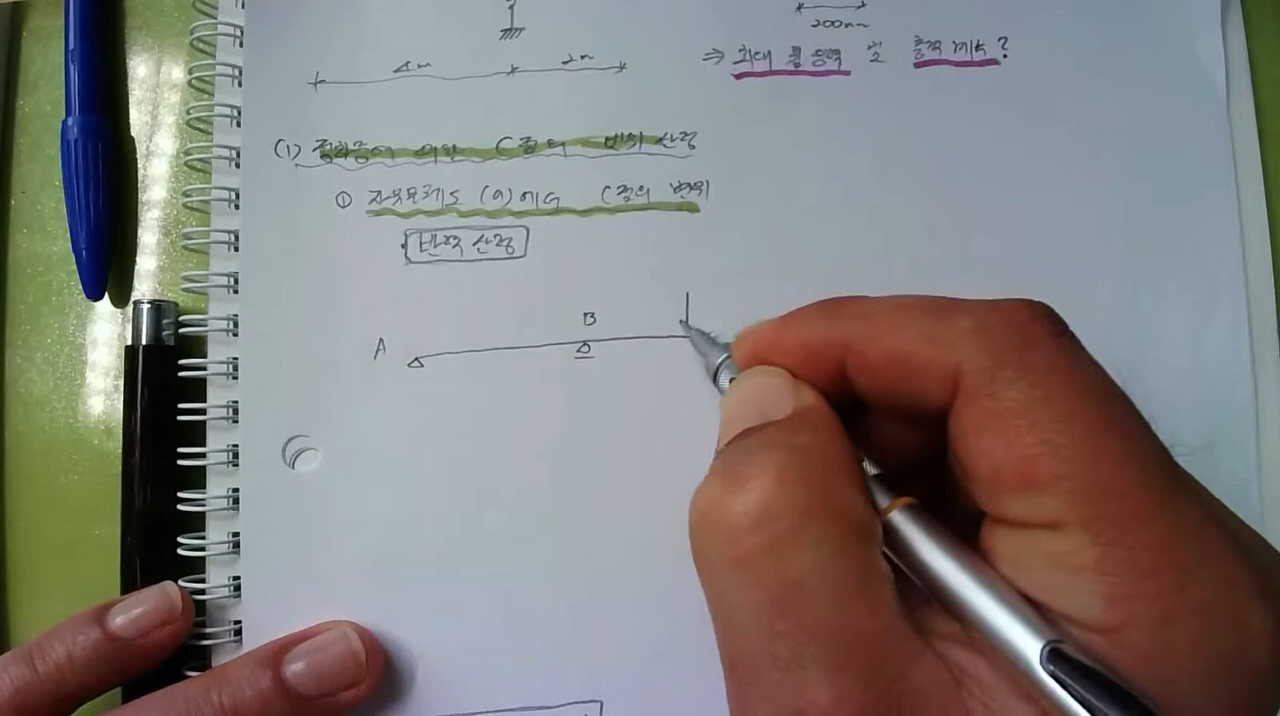 200mm
4m 2m ⇒ 최대 휨응력 및 충격계수?
(1) 정하중에 의한 C점의 변위 산정
① 자유물체도 (a)에서 C점의 변위
반력 산정
B
A